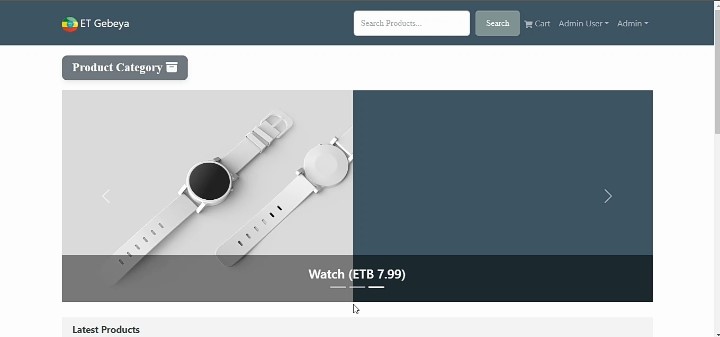 ET Gebeya
Search Products...
Search
Cart
Admin User
Admin
Product Category
Watch (ETB 7.99)
Latest Products